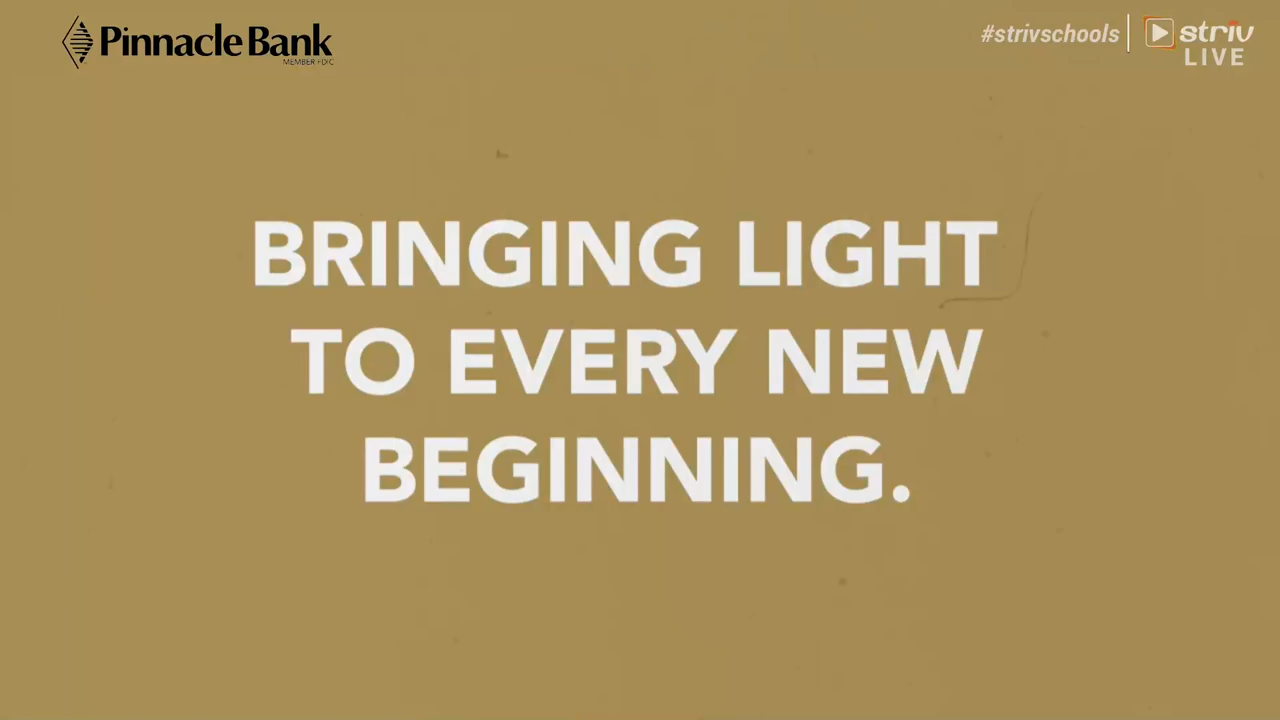 Pinnacle Bank
MEMBER FDIC
#strivschools
striv
LIVE
BRINGING LIGHT
TO EVERY NEW
BEGINNING.